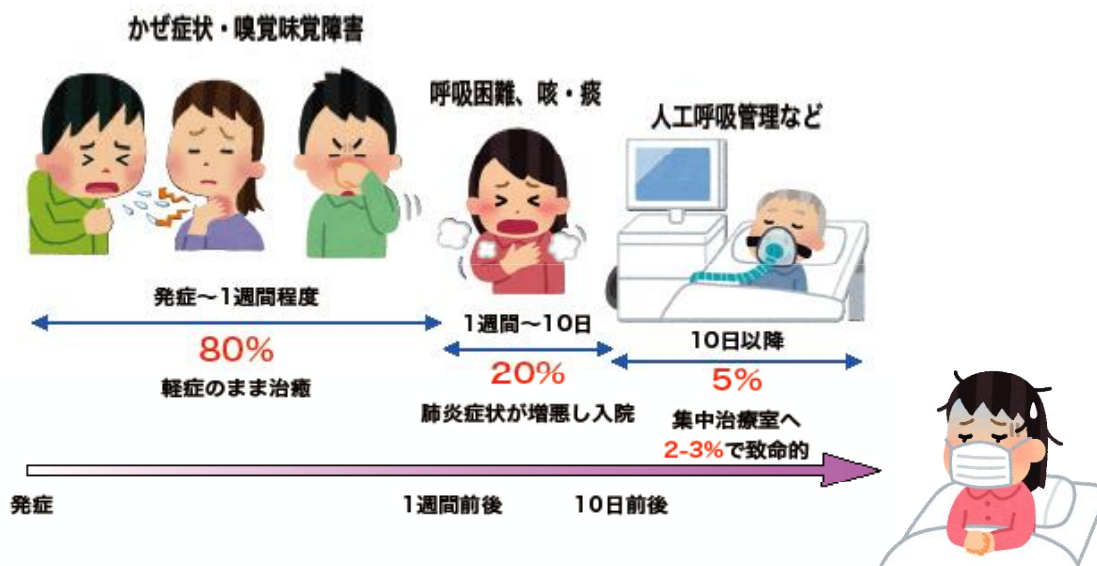 かぜ症状・嗅覚味覚障害
呼吸困難、咳・痰
人工呼吸管理など
発症～1週間程度
80%
軽症のまま治癒
1週間～10日
20%
肺炎症状が増悪し入院
10日以降
5%
集中治療室へ
2-3%で致命的
発症
1週間前後
10日前後